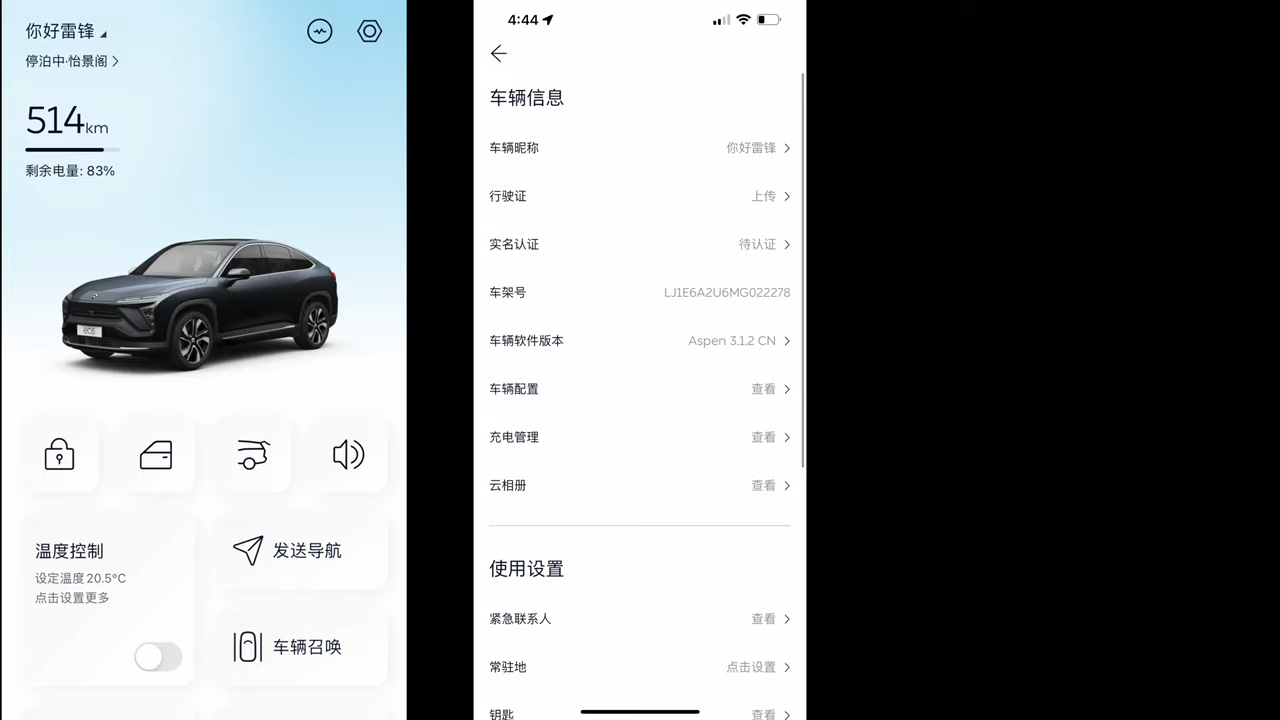 你好雷锋
停泊中·怡景阁
514km
剩余电量: 83%
温度控制
设定温度 20.5°C
点击设置更多
发送导航
车辆召唤
4:44
车辆信息
车辆昵称 你好雷锋
行驶证 上传
实名认证 待认证
车架号 LJ1E6A2U6MG022278
车辆软件版本 Aspen 3.1.2 CN
车辆配置 查看
充电管理 查看
云相册 查看
使用设置
紧急联系人 查看
常驻地 点击设置
钥匙 查看